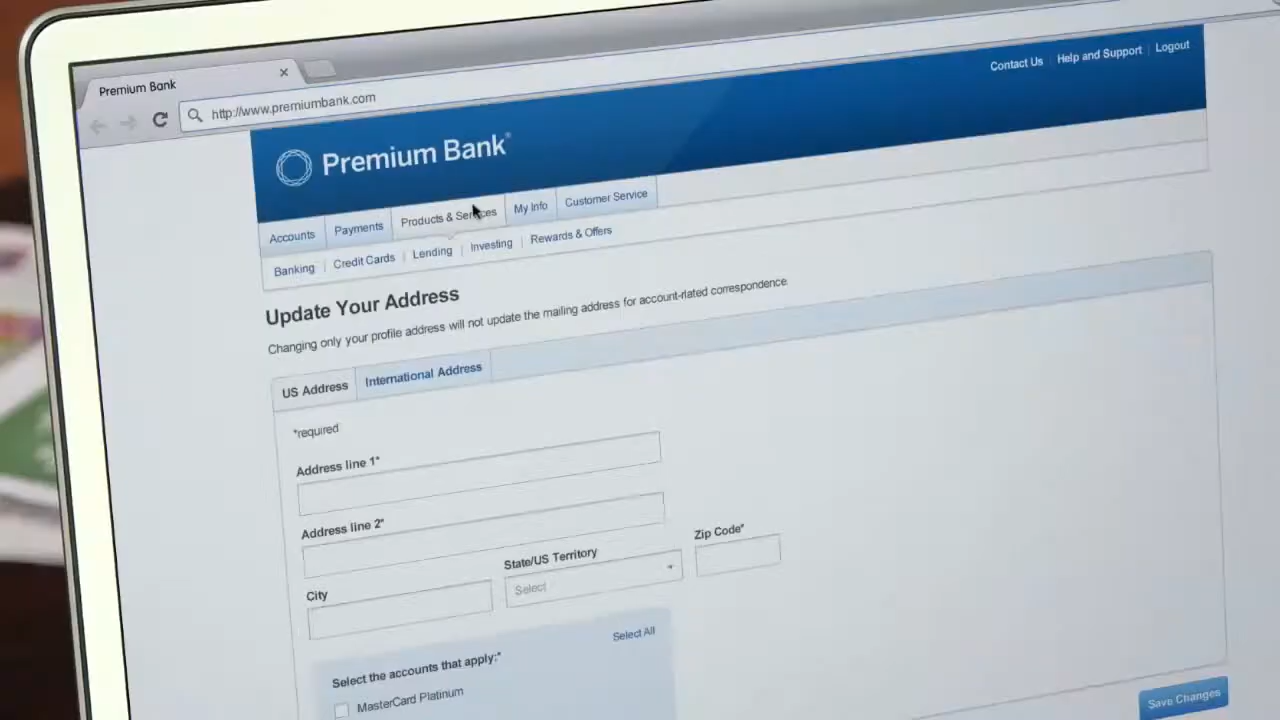 Premium Bank
http://www.premiumbank.com
Contact Us Help and Support Logout
Premium Bank®
Accounts Payments Products & Services My Info Customer Service
Banking Credit Cards Lending Investing Rewards & Offers
Update Your Address
Changing only your profile address will not update the mailing address for account-rlated correspondence
US Address International Address
*required
Address line 1*
Address line 2*
City State/US Territory Zip Code*
Select
Select All
Select the accounts that apply:*
MasterCard Platinum
Save Changes